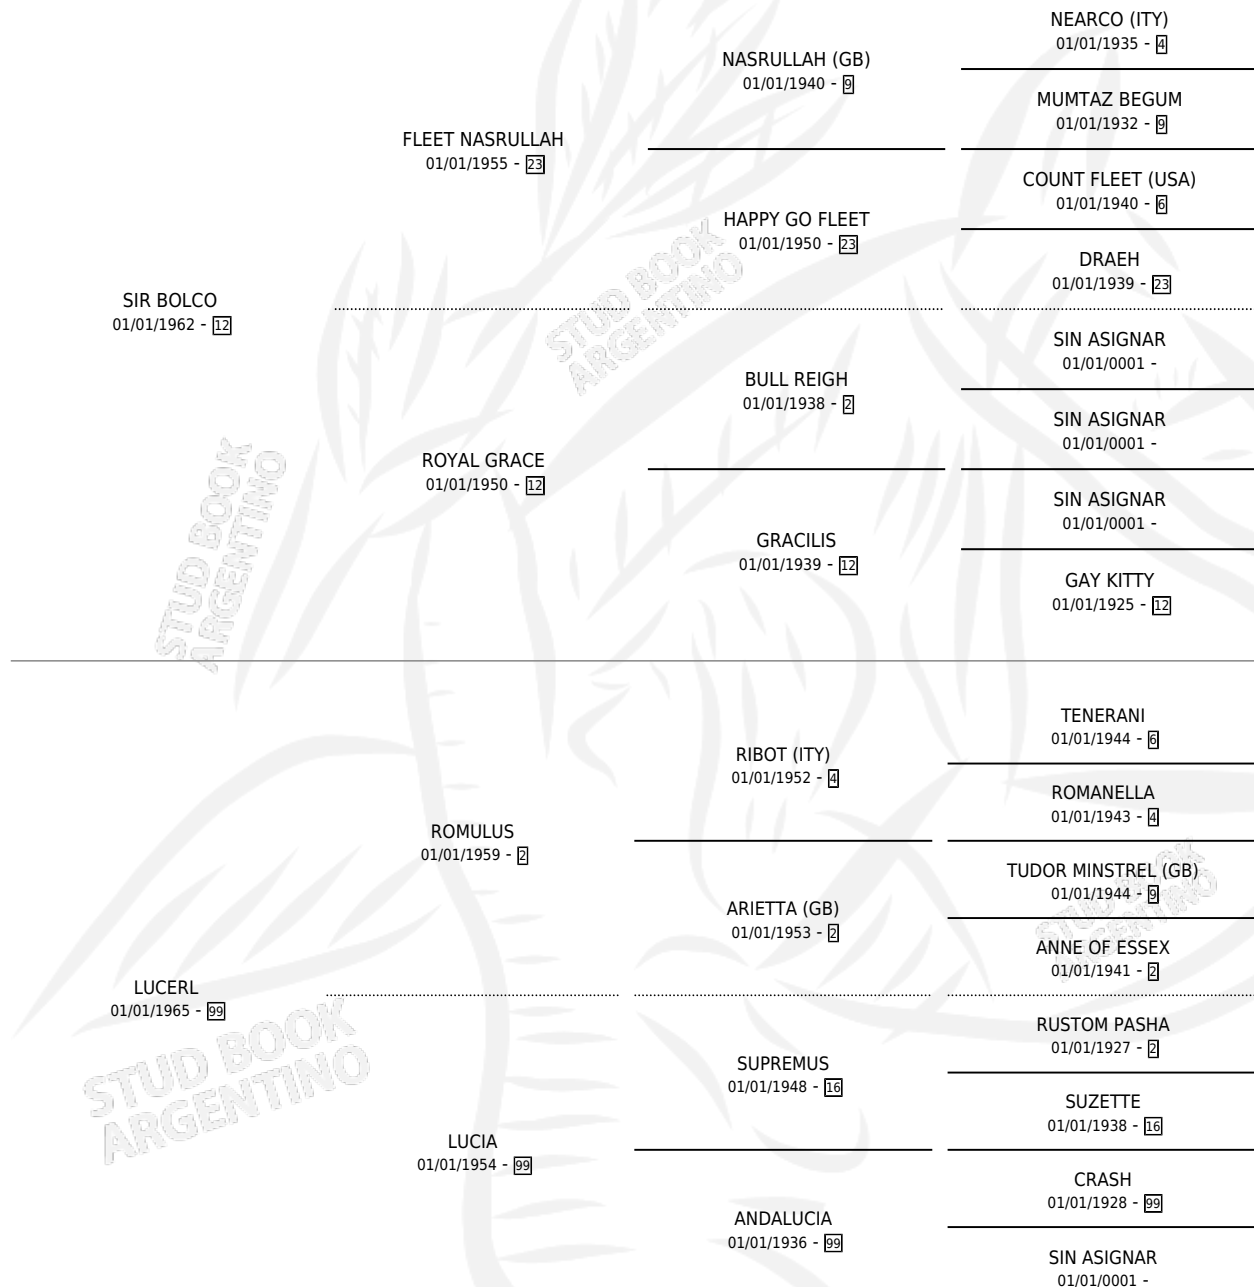 NEARCO (ITY)
01/01/1935 - 4
NASRULLAH (GB)
01/01/1940 - 9
MUMTAZ BEGUM
01/01/1932 - 9
FLEET NASRULLAH
01/01/1955 - 23
COUNT FLEET (USA)
01/01/1940 - 6
HAPPY GO FLEET
01/01/1950 - 23
DRAEH
01/01/1939 - 23
SIR BOLCO
01/01/1962 - 12
SIN ASIGNAR
01/01/0001 -
BULL REIGH
01/01/1938 - 2
SIN ASIGNAR
01/01/0001 -
ROYAL GRACE
01/01/1950 - 12
SIN ASIGNAR
01/01/0001 -
GRACILIS
01/01/1939 - 12
GAY KITTY
01/01/1925 - 12
TENERANI
01/01/1944 - 6
RIBOT (ITY)
01/01/1952 - 4
ROMANELLA
01/01/1943 - 4
ROMULUS
01/01/1959 - 2
TUDOR MINSTREL (GB)
01/01/1944 - 9
ARIETTA (GB)
01/01/1953 - 2
ANNE OF ESSEX
01/01/1941 - 2
LUCERL
01/01/1965 - 99
RUSTOM PASHA
01/01/1927 - 2
SUPREMUS
01/01/1948 - 16
SUZETTE
01/01/1938 - 16
LUCIA
01/01/1954 - 99
CRASH
01/01/1928 - 99
ANDALUCIA
01/01/1936 - 99
SIN ASIGNAR
01/01/0001 -
STUD BOOK
ARGENTINO
STUD BOOK
ARGENTINO
STUD BOOK
ARGENTINO
STUD BOOK
ARGENTINO